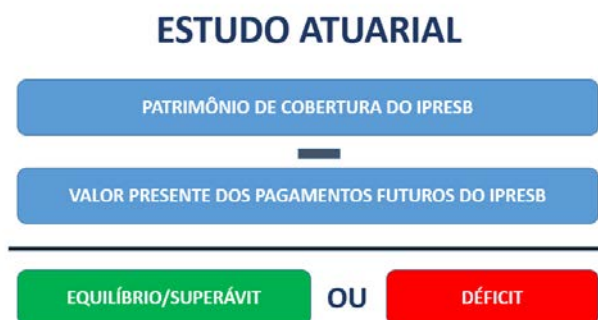 ESTUDO ATUARIAL
PATRIMÔNIO DE COBERTURA DO IPRESB
VALOR PRESENTE DOS PAGAMENTOS FUTUROS DO IPRESB
EQUILÍBRIO/SUPERÁVIT OU DÉFICIT